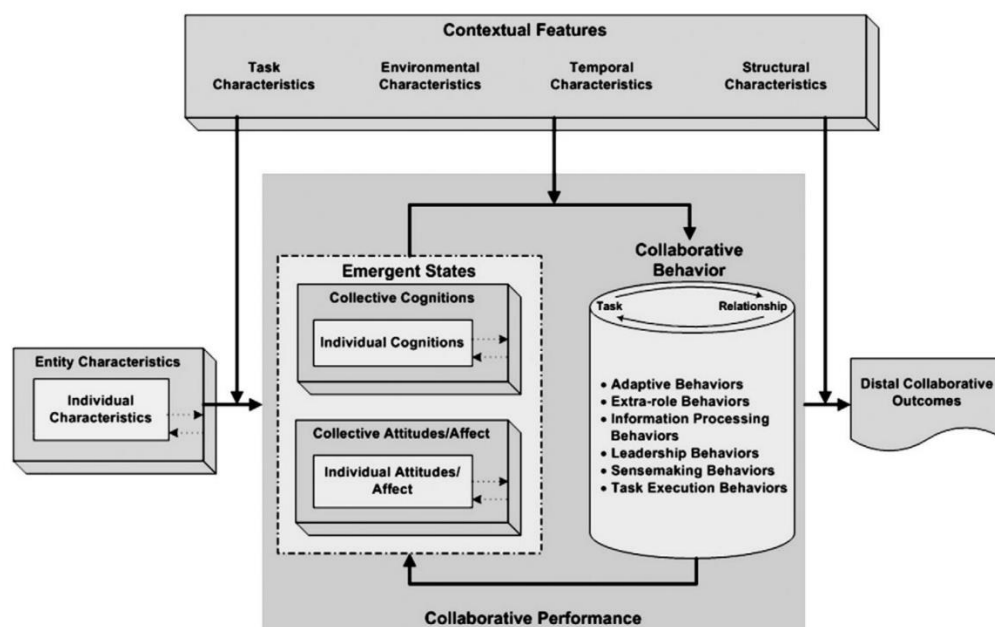 Contextual Features
Task
Characteristics
Environmental
Characteristics
Temporal
Characteristics
Structural
Characteristics
Emergent States
Collective Cognitions
Individual Cognitions
Collective Attitudes/Affect
Individual Attitudes/
Affect
Collaborative
Behavior
Task
Relationship
• Adaptive Behaviors
• Extra-role Behaviors
• Information Processing
Behaviors
• Leadership Behaviors
• Sensemaking Behaviors
• Task Execution Behaviors
Entity Characteristics
Individual
Characteristics
Distal Collaborative
Outcomes
Collaborative Performance